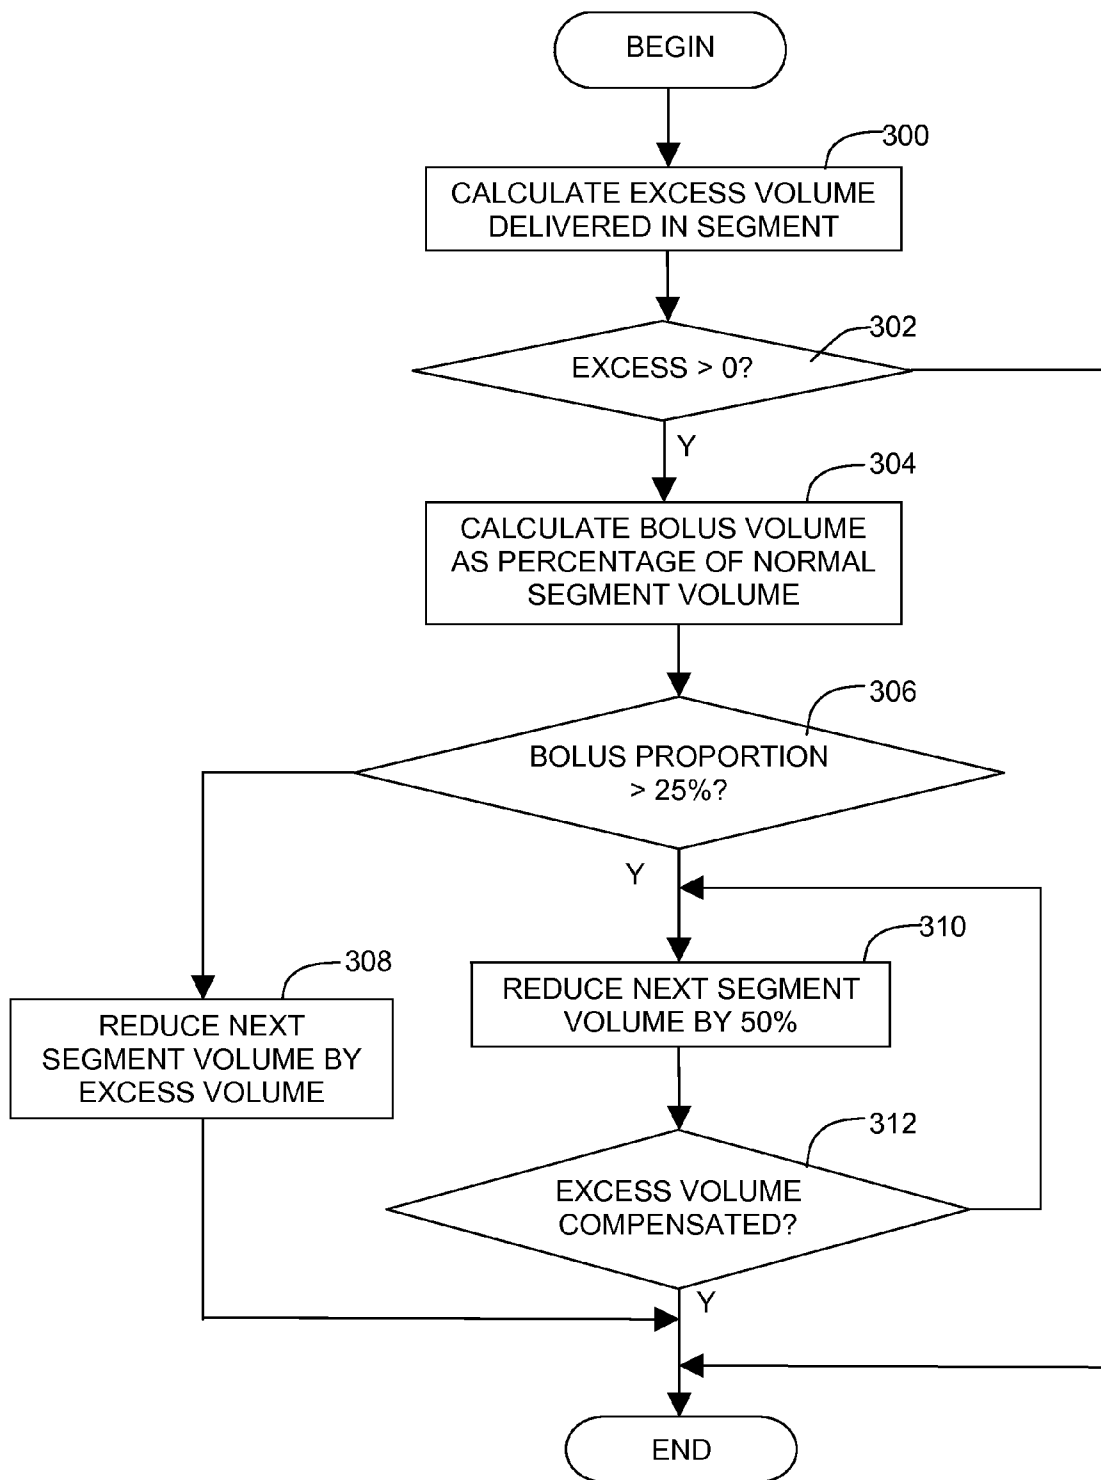 BEGIN
300
CALCULATE EXCESS VOLUME
DELIVERED IN SEGMENT
302
EXCESS > 0?
Y
304
CALCULATE BOLUS VOLUME
AS PERCENTAGE OF NORMAL
SEGMENT VOLUME
306
BOLUS PROPORTION
> 25%?
Y
310
REDUCE NEXT SEGMENT
VOLUME BY 50%
308
REDUCE NEXT
SEGMENT VOLUME BY
EXCESS VOLUME
312
EXCESS VOLUME
COMPENSATED?
Y
END